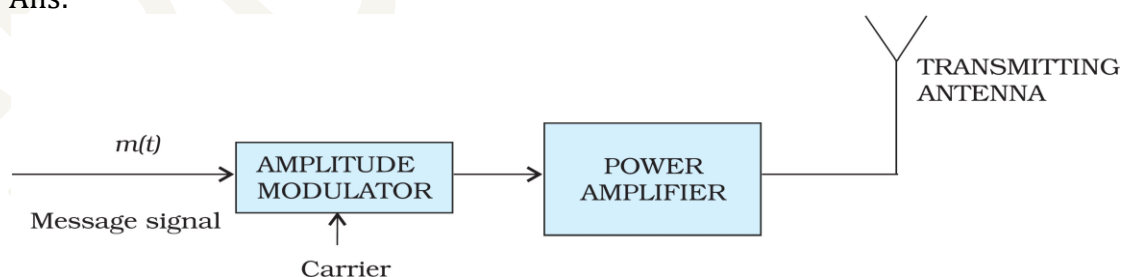 Ans:
TRANSMITTING
ANTENNA
m(t)
AMPLITUDE
MODULATOR
POWER
AMPLIFIER
Message signal
Carrier